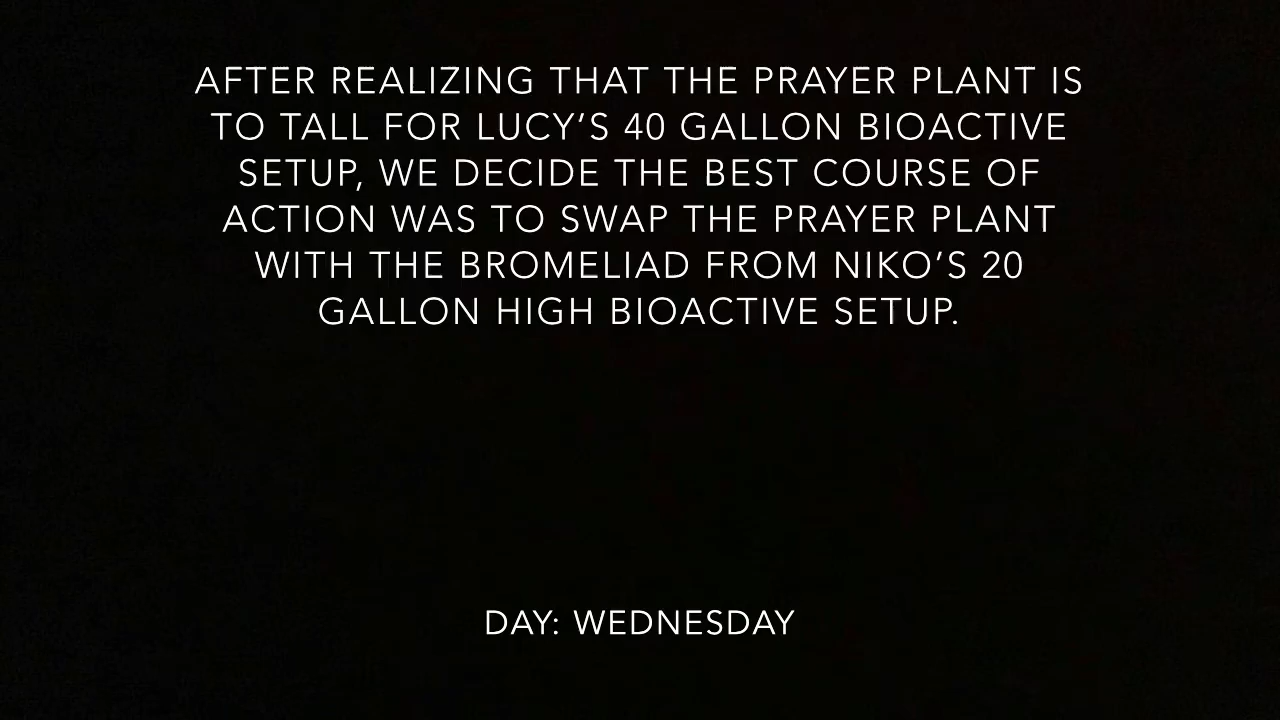 AFTER REALIZING THAT THE PRAYER PLANT IS
TO TALL FOR LUCY'S 40 GALLON BIOACTIVE
SETUP, WE DECIDE THE BEST COURSE OF
ACTION WAS TO SWAP THE PRAYER PLANT
WITH THE BROMELIAD FROM NIKO'S 20
GALLON HIGH BIOACTIVE SETUP.
DAY: WEDNESDAY